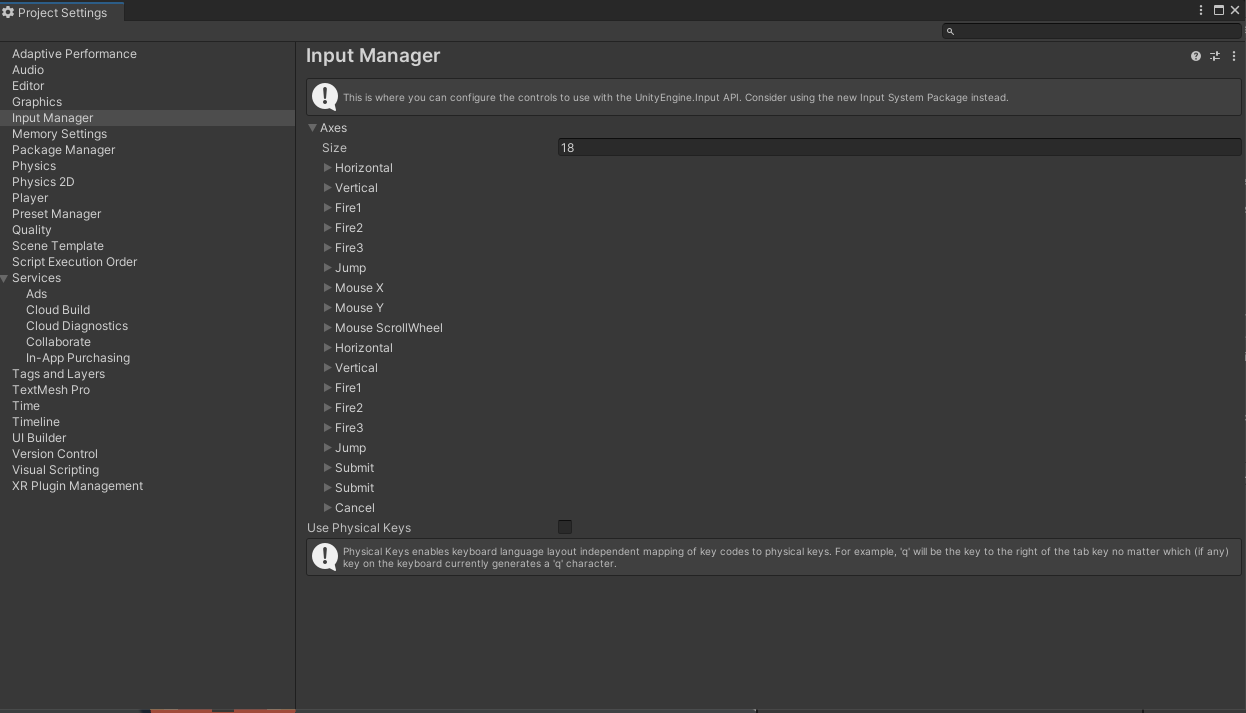 Project Settings
Adaptive Performance
Audio
Editor
Graphics
Input Manager
Memory Settings
Package Manager
Physics
Physics 2D
Player
Preset Manager
Quality
Scene Template
Script Execution Order
Services
Ads
Cloud Build
Cloud Diagnostics
Collaborate
In-App Purchasing
Tags and Layers
TextMesh Pro
Time
Timeline
UI Builder
Version Control
Visual Scripting
XR Plugin Management
Input Manager
This is where you can configure the controls to use with the UnityEngine.Input API. Consider using the new Input System Package instead.
Axes
Size 18
Horizontal
Vertical
Fire1
Fire2
Fire3
Jump
Mouse X
Mouse Y
Mouse ScrollWheel
Horizontal
Vertical
Fire1
Fire2
Fire3
Jump
Submit
Submit
Cancel
Use Physical Keys
Physical Keys enables keyboard language layout independent mapping of key codes to physical keys. For example, 'q' will be the key to the right of the tab key no matter which (if any)
key on the keyboard currently generates a 'q' character.